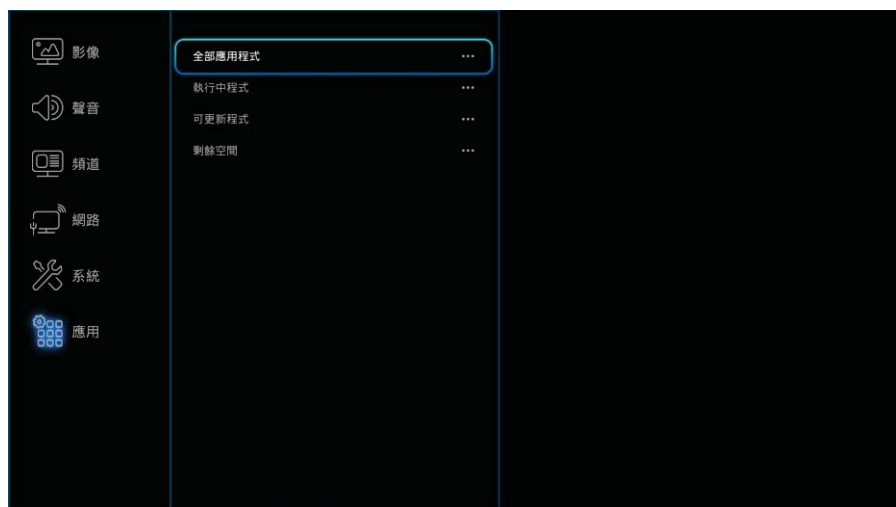 影像
聲音
頻道
網路
系統
應用
全部應用程式 ...
執行中程式 ...
可更新程式 ...
剩餘空間 ...